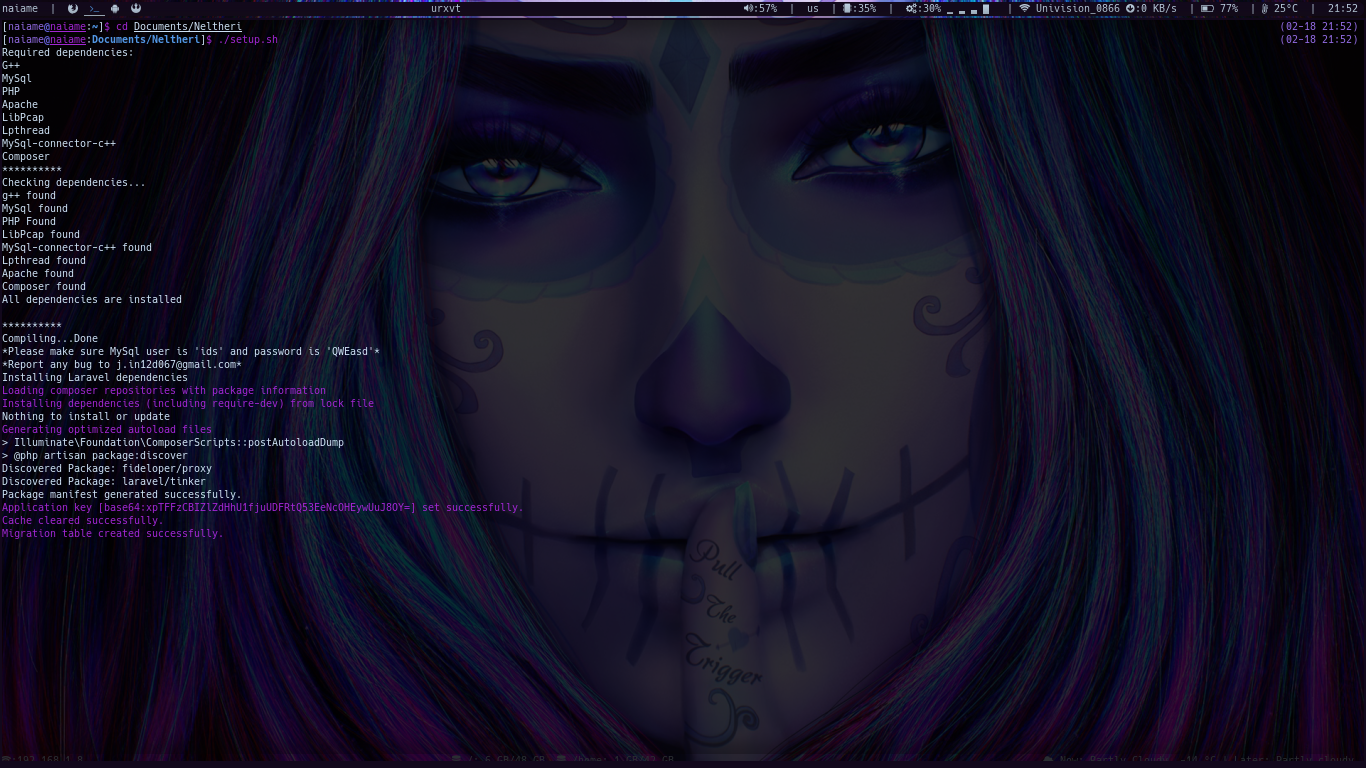 naiame | urxvt :57% | us | :35% | :30% | Univision_0866 :0 KB/s | 77% | 25°C | 21:52
[naiame@naiame:~]$ cd Documents/Neltheri (02-18 21:52)
[naiame@naiame:Documents/Neltheri]$ ./setup.sh (02-18 21:52)
Required dependencies:
G++
MySql
PHP
Apache
LibPcap
Lpthread
MySql-connector-c++
Composer
**********
Checking dependencies...
g++ found
MySql found
PHP Found
LibPcap found
MySql-connector-c++ found
Lpthread found
Apache found
Composer found
All dependencies are installed
**********
Compiling...Done
*Please make sure MySql user is 'ids' and password is 'QWEasd'*
*Report any bug to j.in12d067@gmail.com*
Installing Laravel dependencies
Loading composer repositories with package information
Installing dependencies (including require-dev) from lock file
Nothing to install or update
Generating optimized autoload files
> Illuminate\Foundation\ComposerScripts::postAutoloadDump
> @php artisan package:discover
Discovered Package: fideloper/proxy
Discovered Package: laravel/tinker
Package manifest generated successfully.
Application key [base64:xpTFFzCBIZlZdHhU1fjuUDFRtQ53EeNcOHEywUuJ8OY=] set successfully.
Cache cleared successfully.
Migration table created successfully.
Pull
The
Trigger